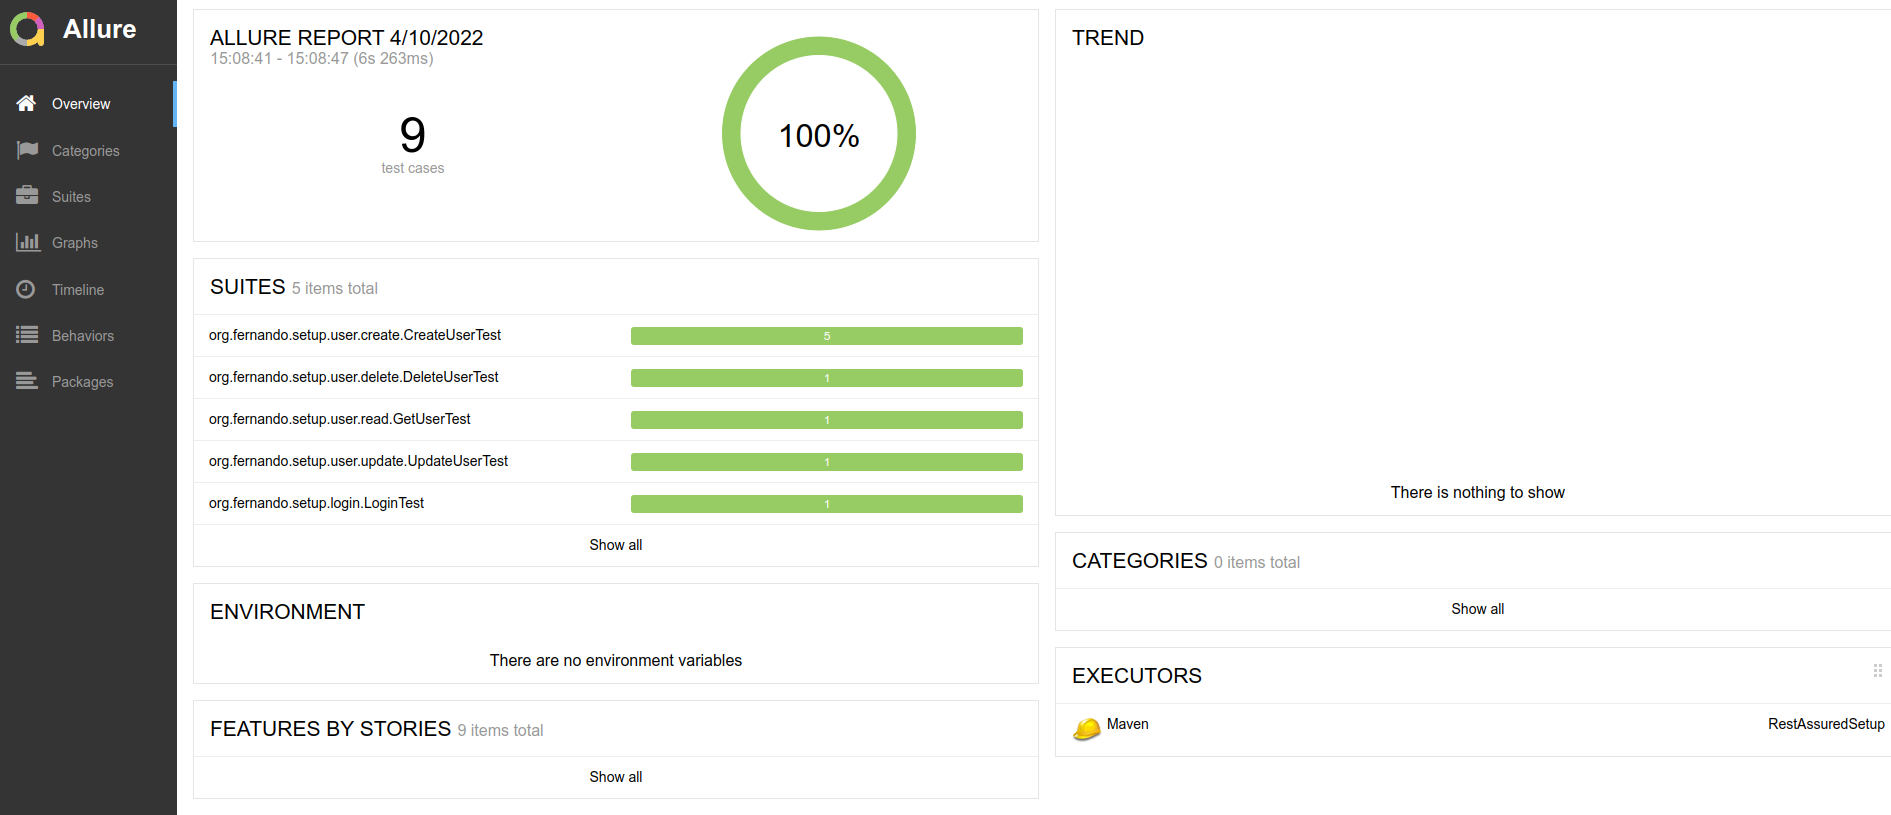 Allure
Overview
Categories
Suites
Graphs
Timeline
Behaviors
Packages
ALLURE REPORT 4/10/2022
15:08:41 - 15:08:47 (6s 263ms)
9
test cases
100%
SUITES 5 items total
org.fernando.setup.user.create.CreateUserTest 5
org.fernando.setup.user.delete.DeleteUserTest 1
org.fernando.setup.user.read.GetUserTest 1
org.fernando.setup.user.update.UpdateUserTest 1
org.fernando.setup.login.LoginTest 1
Show all
ENVIRONMENT
There are no environment variables
FEATURES BY STORIES 9 items total
Show all
TREND
There is nothing to show
CATEGORIES 0 items total
Show all
EXECUTORS
Maven RestAssuredSetup